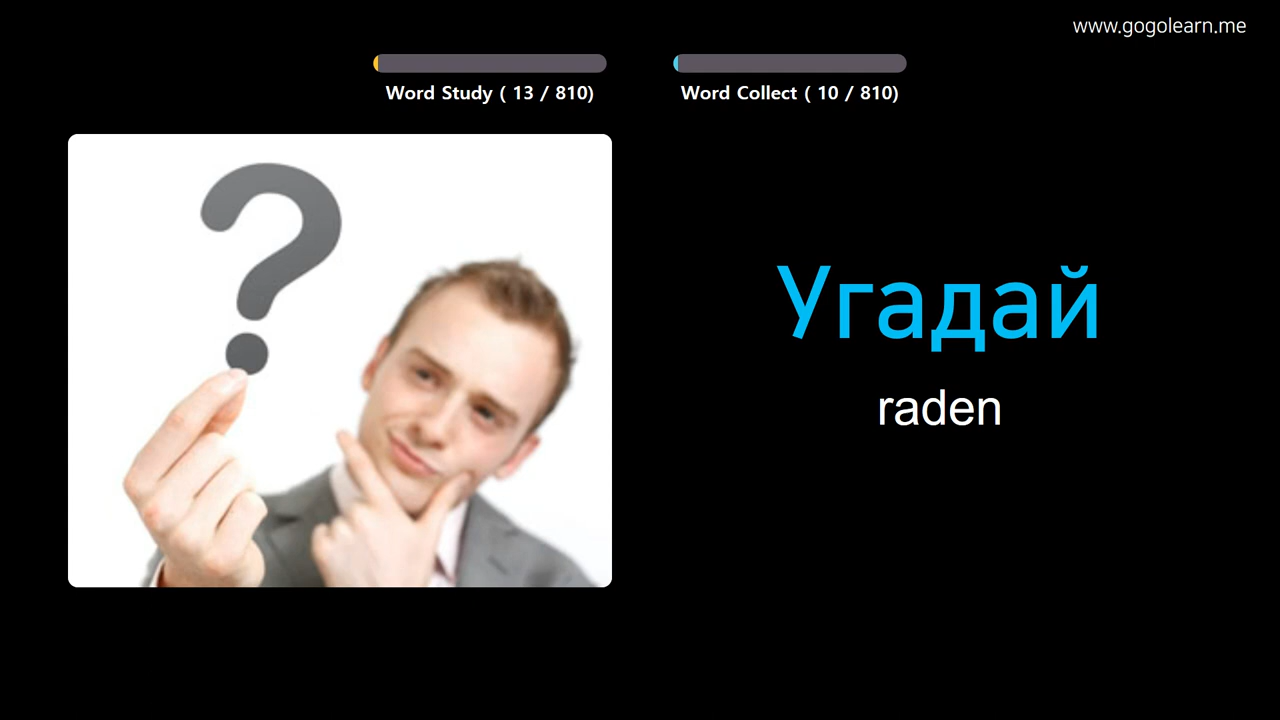 www.gogolearn.me
Word Study ( 13 / 810)
Word Collect ( 10 / 810)
?
Угадай
raden